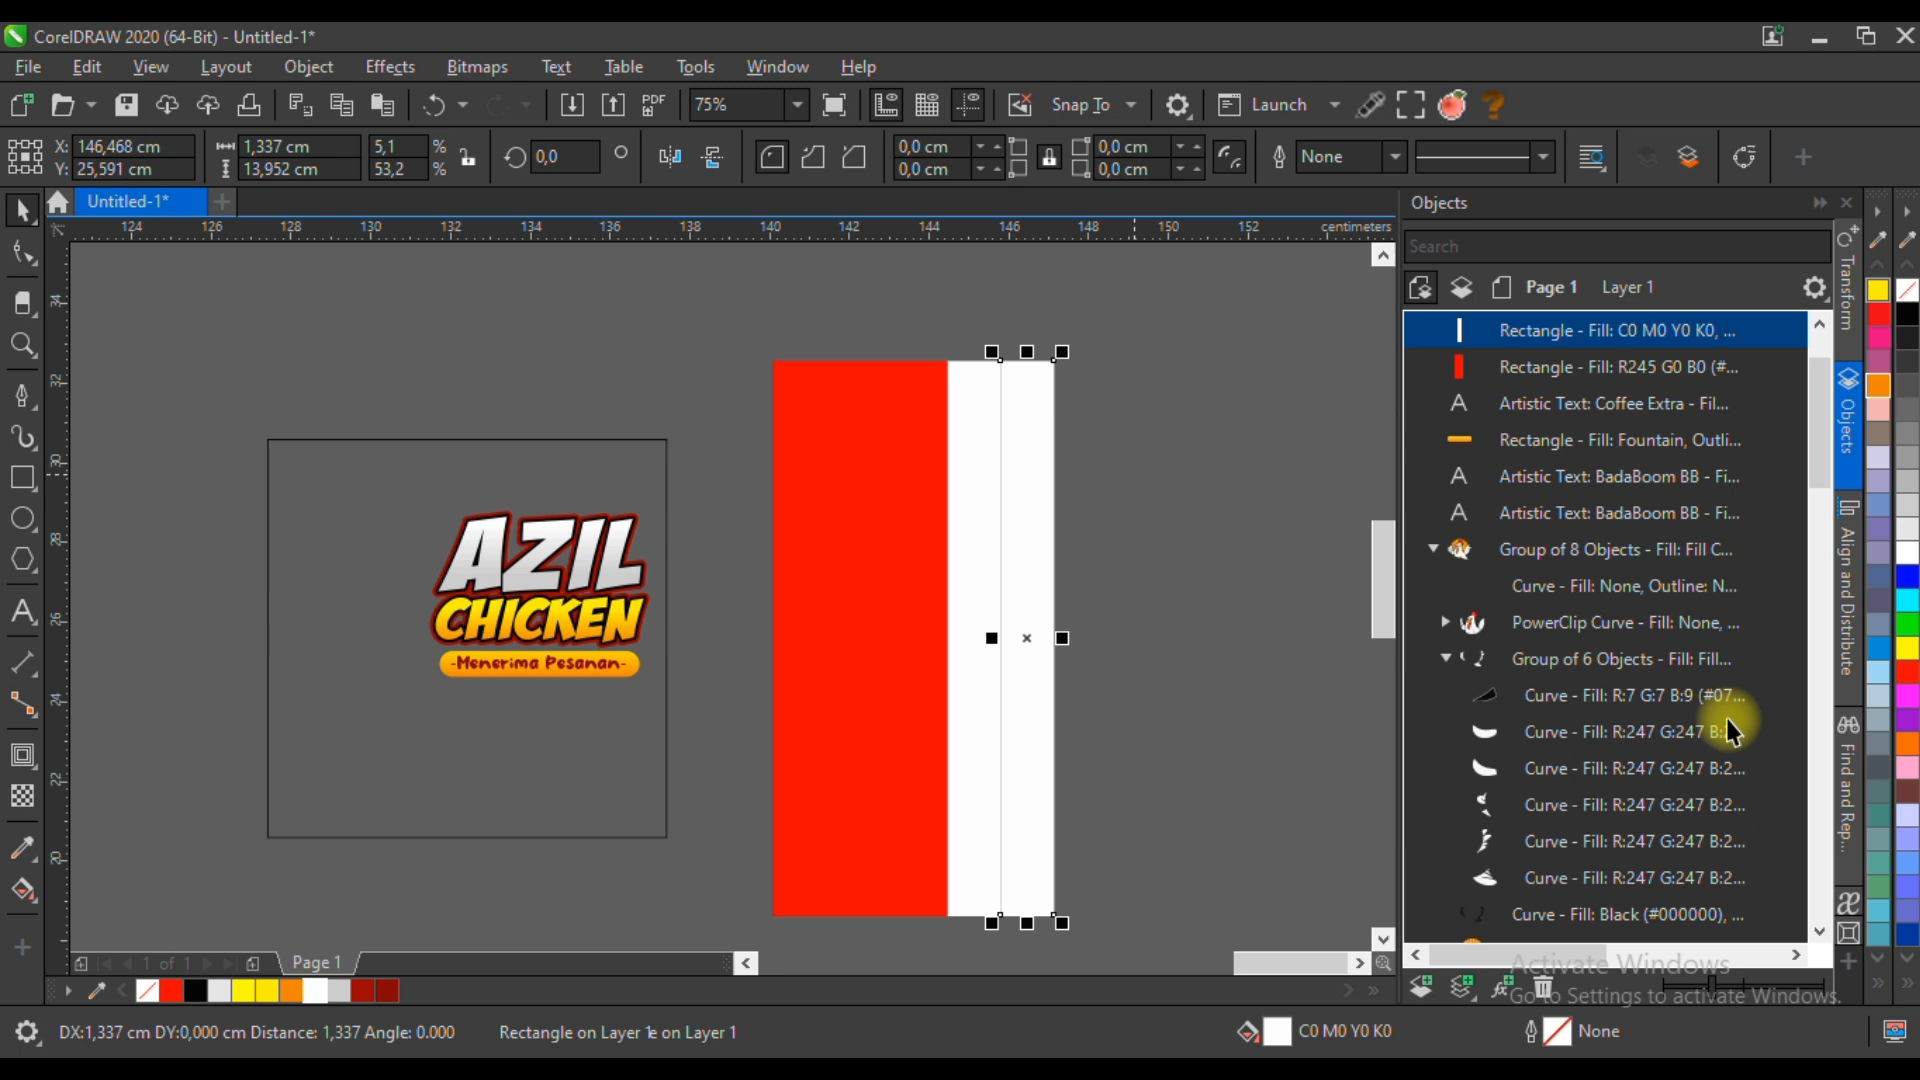 CorelDRAW 2020 (64-Bit) - Untitled-1*
File Edit View Layout Object Effects Bitmaps Text Table Tools Window Help
PDF 75% Snap To Launch
X: 146,468 cm 1,337 cm 5,1 % 0,0 0,0 cm 0,0 cm None
Y: 25,591 cm 13,952 cm 53,2 % 0,0 cm 0,0 cm
Untitled-1*
124 126 128 130 132 134 136 138 140 142 144 146 148 150 152 centimeters
34
32
30
28
26
24
22
20
AZIL
CHICKEN
-Menerima Pesanan-
Objects
Search
Page 1 Layer 1
Rectangle - Fill: C0 M0 Y0 K0, ...
Rectangle - Fill: R245 G0 B0 (#...
Artistic Text: Coffee Extra - Fil...
Rectangle - Fill: Fountain, Outli...
Artistic Text: BadaBoom BB - Fi...
Artistic Text: BadaBoom BB - Fi...
Group of 8 Objects - Fill: Fill C...
Curve - Fill: None, Outline: N...
PowerClip Curve - Fill: None, ...
Group of 6 Objects - Fill: Fill...
Curve - Fill: R:7 G:7 B:9 (#07...
Curve - Fill: R:247 G:247
Curve - Fill: R:247 G:247 B:2...
Curve - Fill: R:247 G:247 B:2...
Curve - Fill: R:247 G:247 B:2...
Curve - Fill: R:247 G:247 B:2...
Curve - Fill: Black (#000000), ...
Transform
Objects
Align and Distribute
Find and Rep...
1 of 1 Page 1
Activate Windows
Go to Settings to activate Windows.
DX:1,337 cm DY:0,000 cm Distance: 1,337 Angle: 0.000 Rectangle on Layer 1e on Layer 1 C0 M0 Y0 K0 None